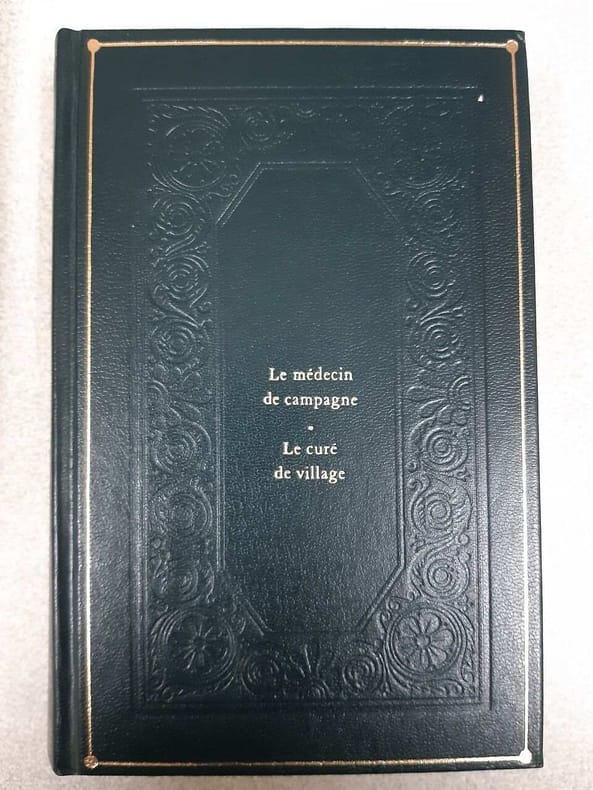 Le médecin
de campagne
•
Le curé
de village